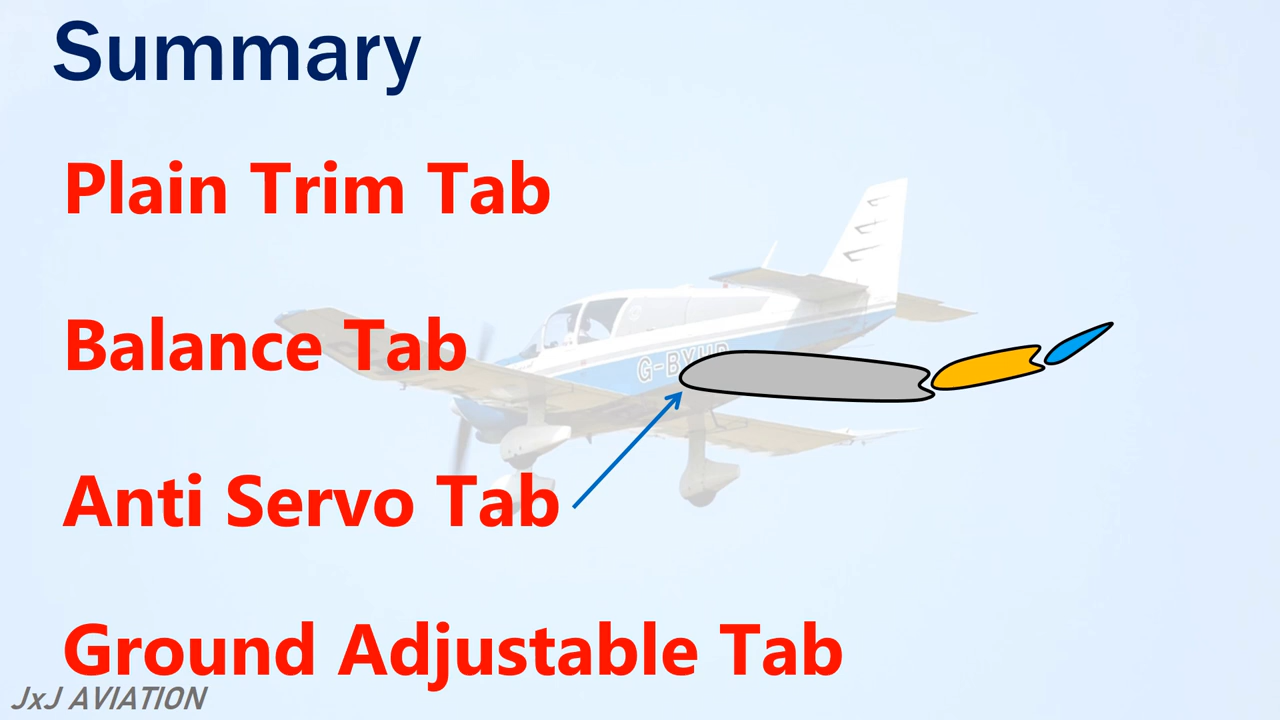 Summary
Plain Trim Tab
Balance Tab
Anti Servo Tab
Ground Adjustable Tab
JxJ AVIATION